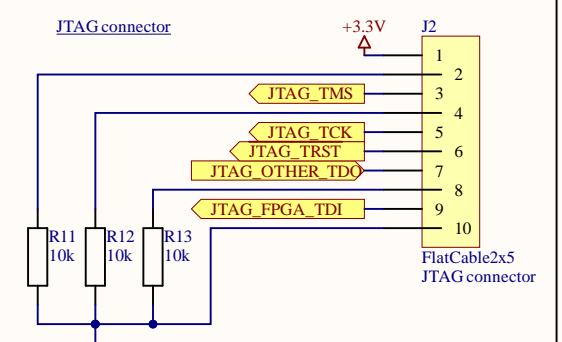 JTAG connector
+3.3V
J2
1
2
JTAG_TMS
3
4
JTAG_TCK
5
JTAG_TRST
6
JTAG_OTHER_TDO
7
8
JTAG_FPGA_TDI
9
10
R11
10k
R12
10k
R13
10k
FlatCable2x5
JTAG connector